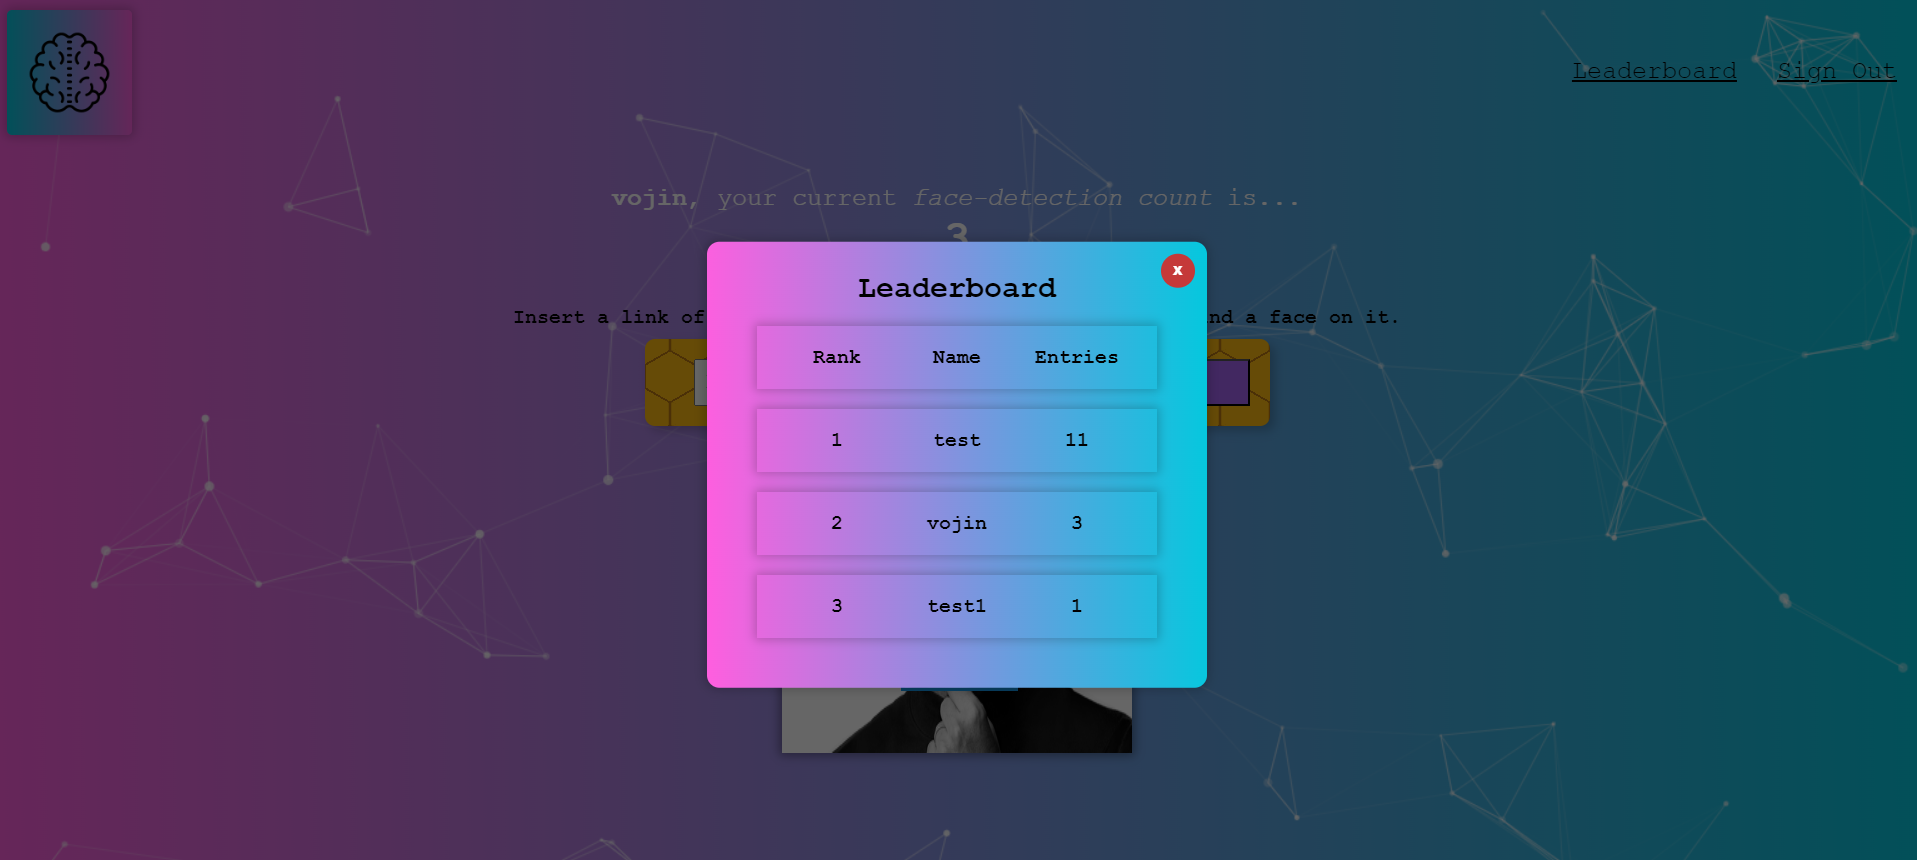 Leaderboard Sign Out
vojin, your current face-detection count is...
3
Insert a link of
nd a face on it.
Leaderboard
x
Rank Name Entries
1 test 11
2 vojin 3
3 test1 1